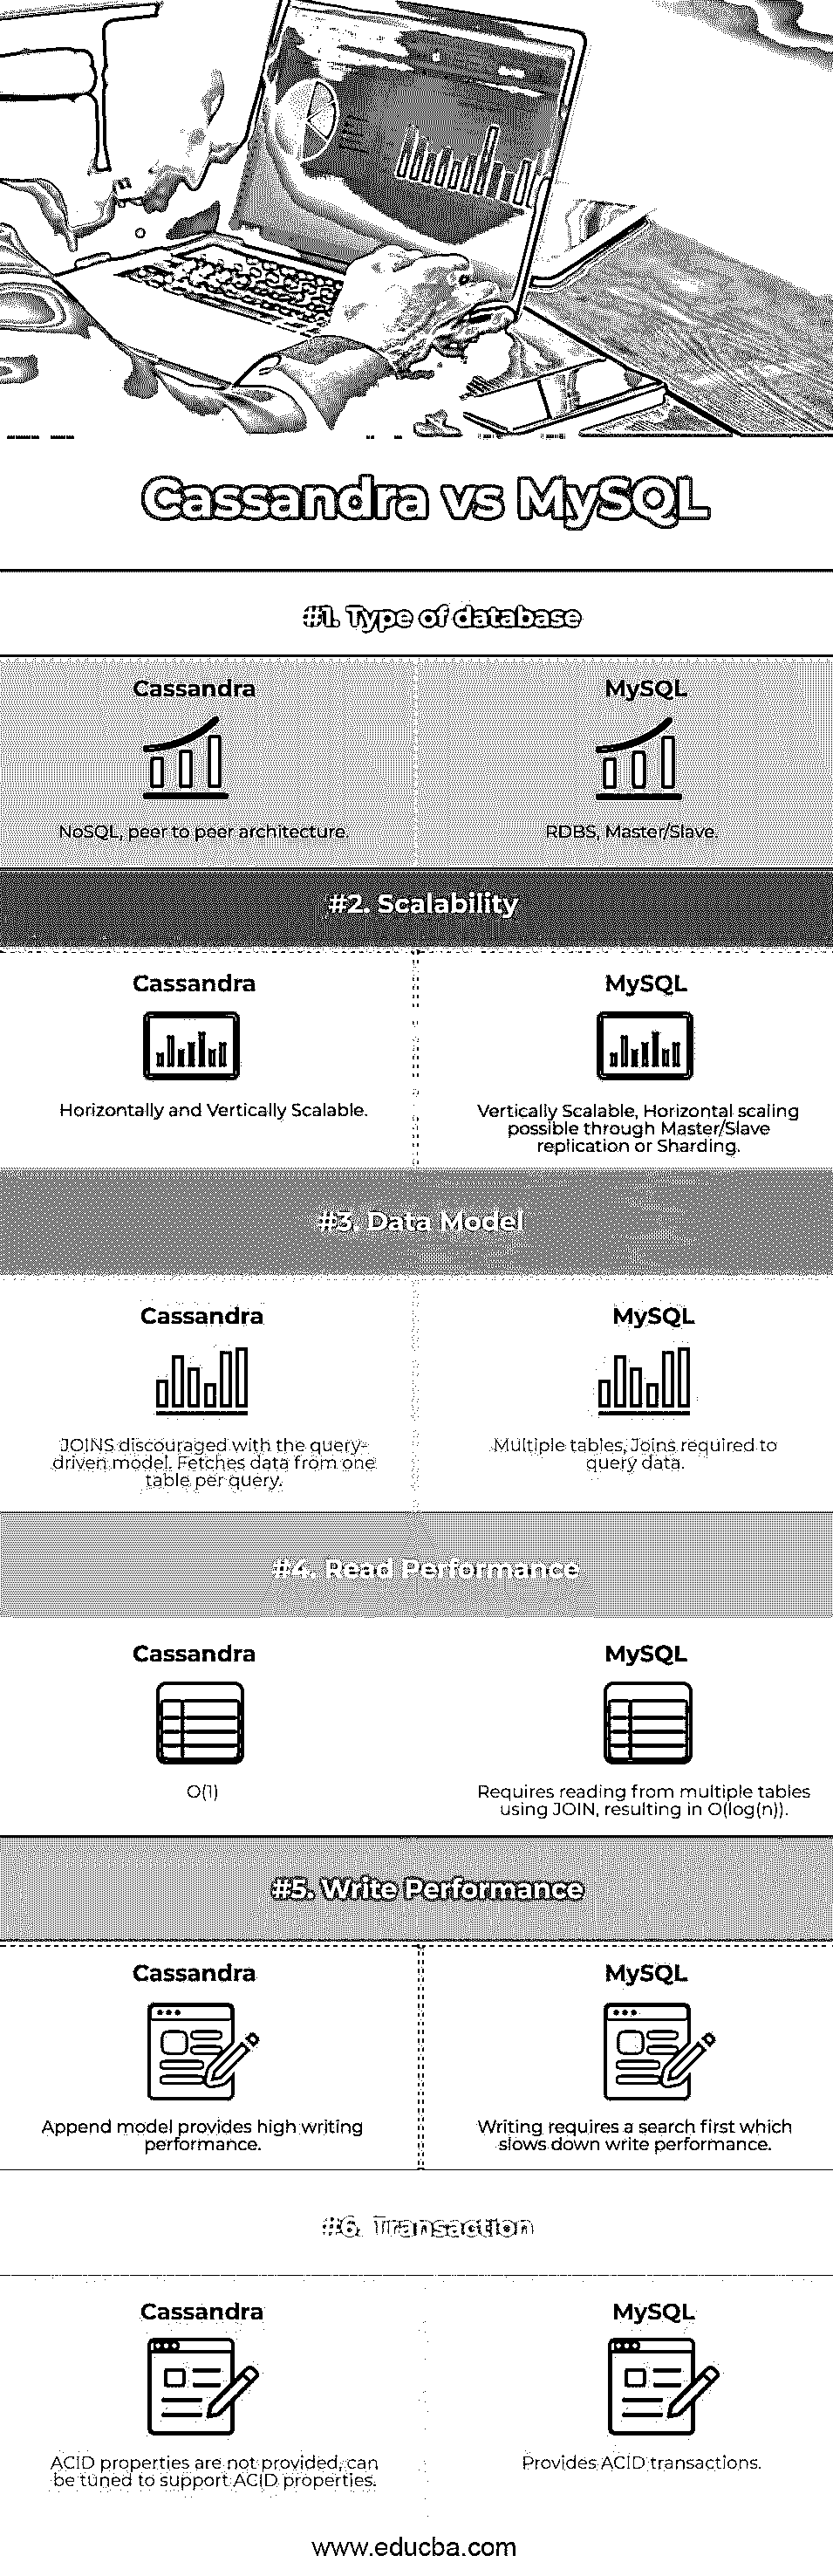 Cassandra vs MySQL
#1. Type of database
Cassandra
MySQL
NoSQL, peer to peer architecture.
RDBS, Master/Slave.
#2. Scalability
Cassandra
MySQL
Horizontally and Vertically Scalable.
Vertically Scalable, Horizontal scaling
possible through Master/Slave
replication or Sharding.
#3. Data Model
Cassandra
MySQL
JOINS discouraged with the query-
driven model. Fetches data from one
table per query.
Multiple tables, Joins required to
query data.
#4. Read Performance
Cassandra
MySQL
O(1)
Requires reading from multiple tables
using JOIN, resulting in O(log(n)).
#5. Write Performance
Cassandra
MySQL
Append model provides high writing
performance.
Writing requires a search first which
slows down write performance.
#6. Transaction
Cassandra
MySQL
ACID properties are not provided, can
be tuned to support ACID properties.
Provides ACID transactions.
www.educba.com